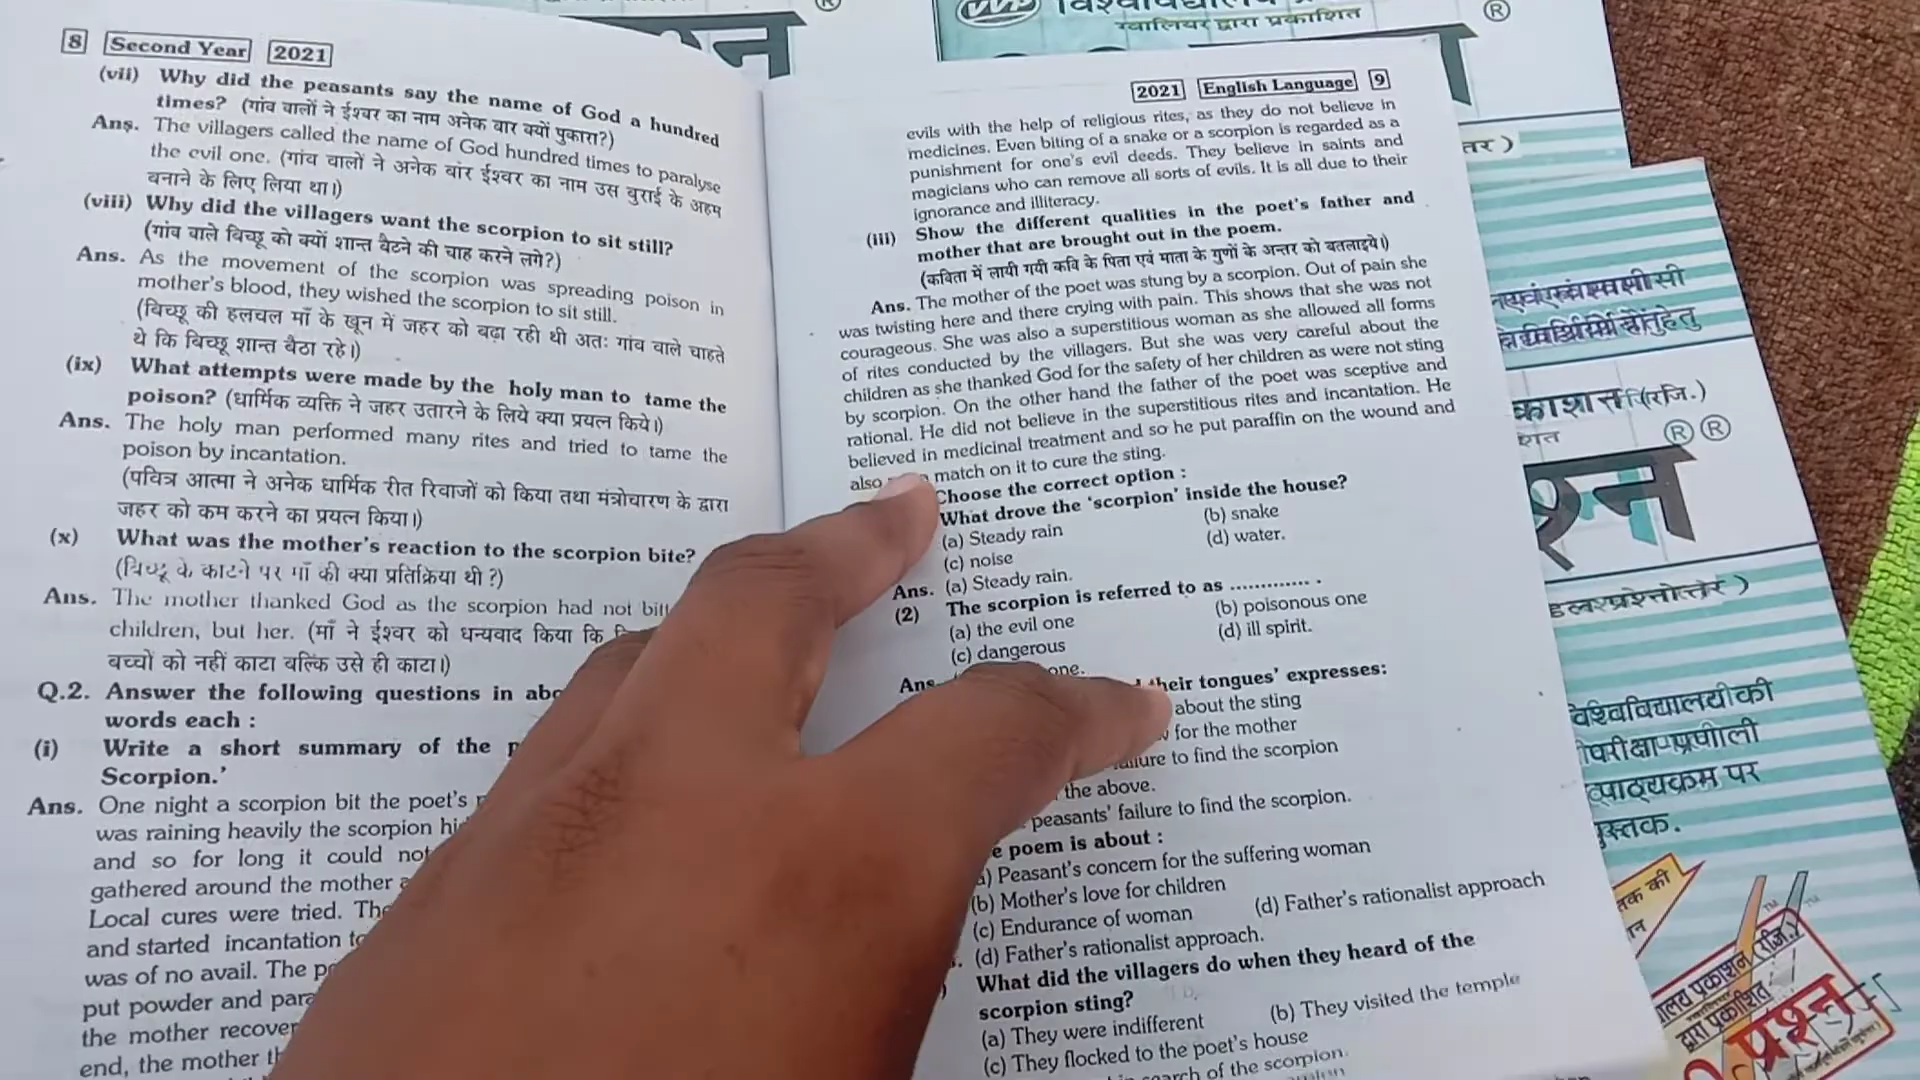 8 Second Year 2021
(vii) Why did the peasants say the name of God a hundred
times? (गांव वालों ने ईश्वर का नाम अनेक बार क्यों पुकारा?)
Ans. The villagers called the name of God hundred times to paralyse
the evil one. (गांव वालों ने अनेक बार ईश्वर का नाम उस बुराई के अहम
बनाने के लिए लिया था।)
(viii) Why did the villagers want the scorpion to sit still?
(गांव वाले बिच्छू को क्यों शान्त बैठने की चाह करने लगे?)
Ans. As the movement of the scorpion was spreading poison in
mother's blood, they wished the scorpion to sit still.
(बिच्छू की हलचल माँ के खून में जहर को बढ़ा रही थी अतः गांव वाले चाहते
थे कि बिच्छू शान्त बैठा रहे।)
(ix) What attempts were made by the holy man to tame the
poison? (धार्मिक व्यक्ति ने जहर उतारने के लिये क्या प्रयत्न किये।)
Ans. The holy man performed many rites and tried to tame the
poison by incantation.
(पवित्र आत्मा ने अनेक धार्मिक रीत रिवाजों को किया तथा मंत्रोचारण के द्वारा
जहर को कम करने का प्रयत्न किया।)
(x) What was the mother's reaction to the scorpion bite?
(बिच्छू के काटने पर माँ की क्या प्रतिक्रिया थी ?)
Ans. The mother thanked God as the scorpion had not
children, but her. (माँ ने ईश्वर को धन्यवाद किया कि
बच्चों को नहीं काटा बल्कि उसे ही काटा।)
Q.2. Answer the following questions in
words each :
(i) Write a short summary of the
Scorpion.'
Ans. One night a scorpion bit the poet's
was raining heavily the scorpion
and so for long it could not
gathered around the mother
Local cures were tried.
and started incantation
was of no avail. The
put powder and
the mother
end, the mother
2021 English Language 9
evils with the help of religious rites, as they do not believe in
medicines. Even biting of a snake or a scorpion is regarded as a
punishment for one's evil deeds. They believe in saints and
magicians who can remove all sorts of evils. It is all due to their
ignorance and illiteracy.
(iii) Show the different qualities in the poet's father and
mother that are brought out in the poem.
(कविता में लायी गयी कवि के पिता एवं माता के गुणों के अन्तर को बतलाइये।)
Ans. The mother of the poet was stung by a scorpion. Out of pain she
was twisting here and there crying with pain. This shows that she was not
courageous. She was also a superstitious woman as she allowed all forms
of rites conducted by the villagers. But she was very careful about the
children as she thanked God for the safety of her children as were not sting
by scorpion. On the other hand the father of the poet was sceptive and
rational. He did not believe in the superstitious rites and incantation. He
believed in medicinal treatment and so he put paraffin on the wound and
also match on it to cure the sting.
Choose the correct option :
What drove the 'scorpion' inside the house?
(a) Steady rain (b) snake
(c) noise (d) water.
Ans. (a) Steady rain.
(2) The scorpion is referred to as ............. .
(a) the evil one (b) poisonous one
(c) dangerous (d) ill spirit.
Ans one.
their tongues' expresses:
about the sting
for the mother
to find the scorpion
the above.
peasants' failure to find the scorpion.
poem is about :
Peasant's concern for the suffering woman
(b) Mother's love for children
(c) Endurance of woman (d) Father's rationalist approach
(d) Father's rationalist approach.
What did the villagers do when they heard of the
scorpion sting?
(a) They were indifferent (b) They visited the temple
(c) They flocked to the poet's house
search of the scorpion.
VVP
ग्वालियर द्वारा प्रकाशित
®
®
®
®
की
परीक्षा-प्रणाली
पाठ्यक्रम पर
प्रश्न